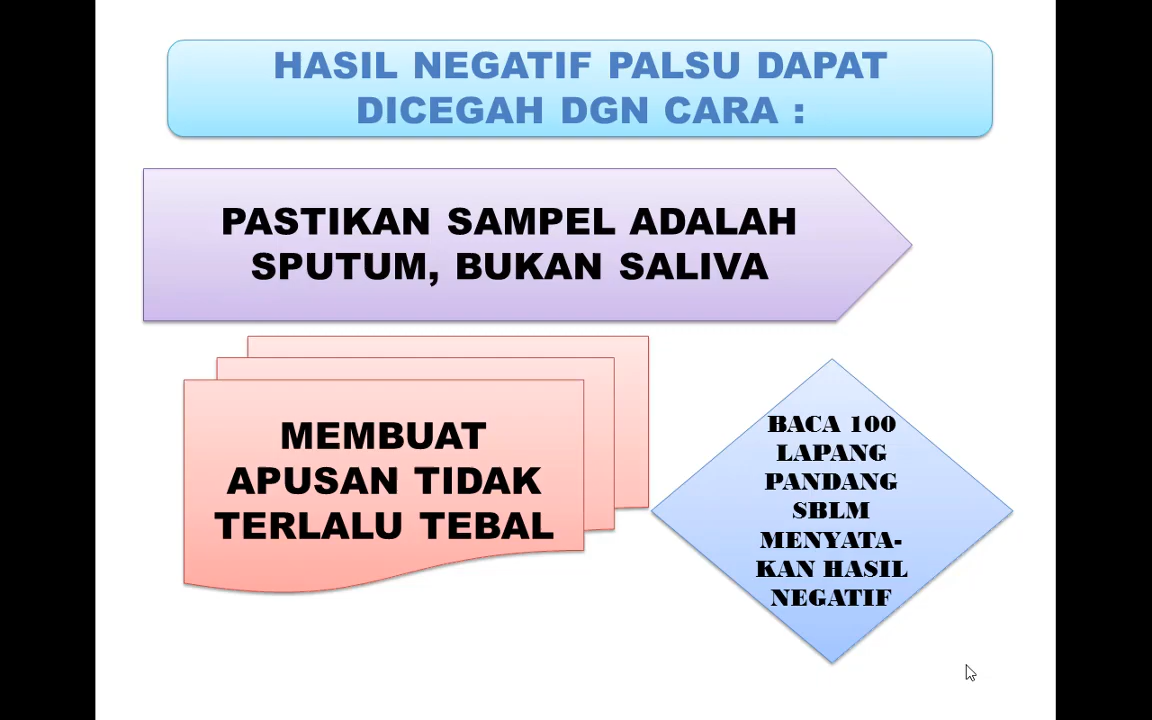 HASIL NEGATIF PALSU DAPAT
DICEGAH DGN CARA :
PASTIKAN SAMPEL ADALAH
SPUTUM, BUKAN SALIVA
MEMBUAT
APUSAN TIDAK
TERLALU TEBAL
BACA 100
LAPANG
PANDANG
SBLM
MENYATA-
KAN HASIL
NEGATIF